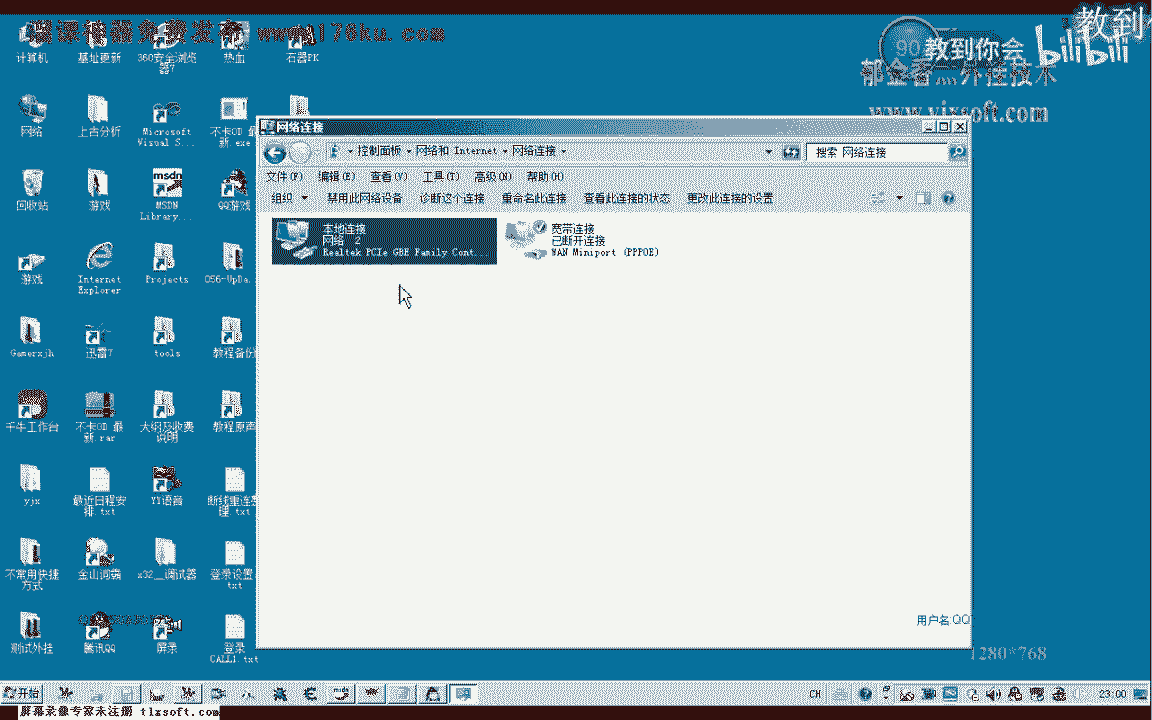 www.178ku.com
教到
bilibili
教到你会
郁金香 外挂技术
www.yjxsoft.com
计算机
基址更新
360安全浏览器7
热血
石器PK
网络
上古分析
Microsoft Visual S...
不卡OD 最新.exe
回收站
游戏
MSDN Library...
QQ游戏
游戏
Internet Explorer
Projects
056-UpDa.
Gamerxjh
迅雷7
tools
教程备份
千牛工作台
不卡OD 最新.rar
大纲及收费说明
教程原声
yjx
最近日程安排.txt
YY语音
断线重连整理.txt
不常用快捷方式
金山词霸
x32__调试器
登录设置.txt
测试外挂
腾讯QQ
屏录
登录CALL1.txt
网络连接
控制面板 网络和 Internet 网络连接
搜索 网络连接
文件(F) 编辑(E) 查看(V) 工具(T) 高级(N) 帮助(H)
组织 禁用此网络设备 诊断这个连接 重命名此连接 查看此连接的状态 更改此连接的设置
本地连接
网络 2
Realtek PCIe GBE Family Cont...
宽带连接
已断开连接
WAN Miniport (PPPOE)
用户名:QQ
1280*768
开始
CH
23:00
屏幕录像专家未注册 tlxsoft.com